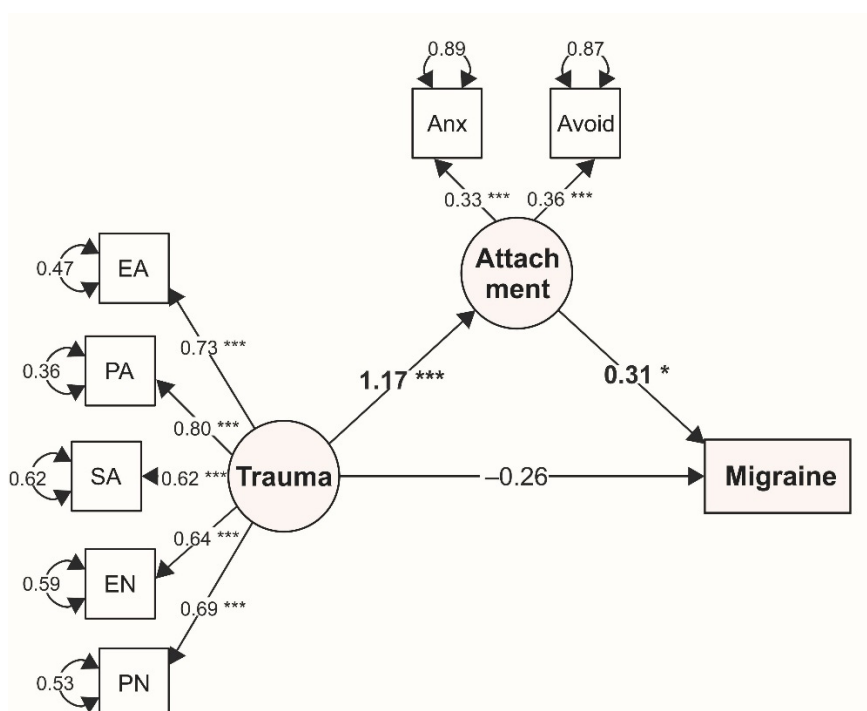 0.89
0.87
Anx
Avoid
0.33 ***
0.36 ***
Attach
ment
0.47
EA
0.73 ***
0.36
PA
0.80 ***
1.17 ***
0.31 *
0.62
SA
0.62 ***
Trauma
–0.26
Migraine
0.64 ***
0.59
EN
0.69 ***
0.53
PN